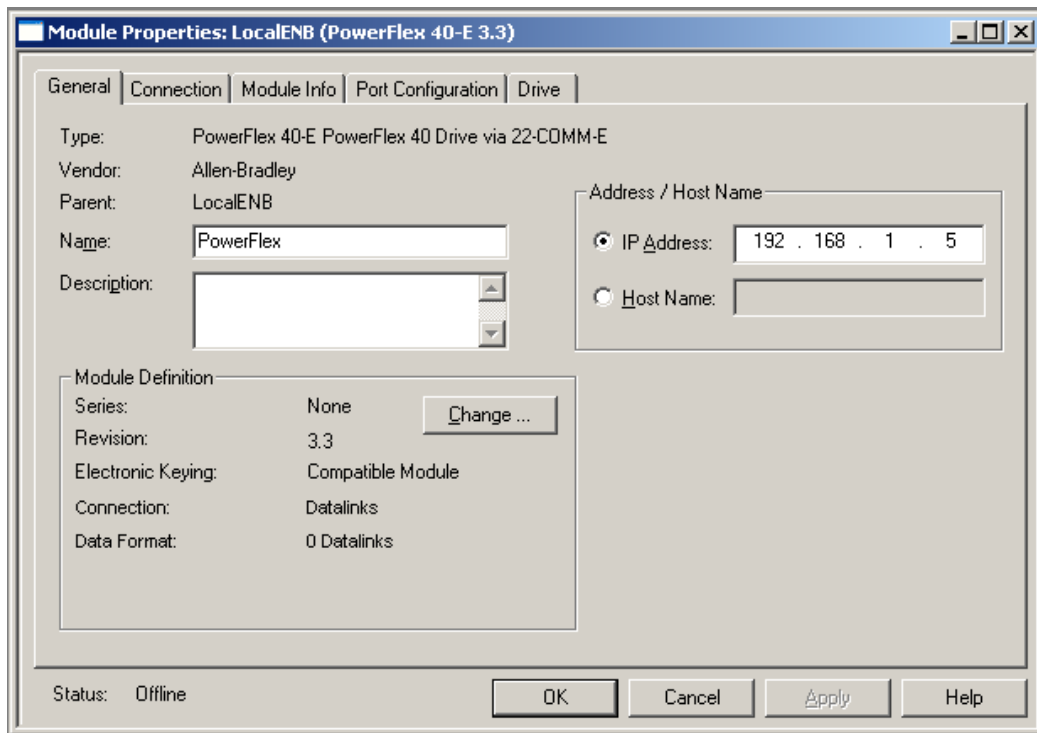 Module Properties: LocalENB (PowerFlex 40-E 3.3)
General Connection Module Info Port Configuration Drive
Type: PowerFlex 40-E PowerFlex 40 Drive via 22-COMM-E
Vendor: Allen-Bradley
Parent: LocalENB
Name: PowerFlex
Description:
Address / Host Name
IP Address: 192 . 168 . 1 . 5
Host Name:
Module Definition
Series: None
Change ...
Revision: 3.3
Electronic Keying: Compatible Module
Connection: Datalinks
Data Format: 0 Datalinks
Status: Offline
OK Cancel Apply Help